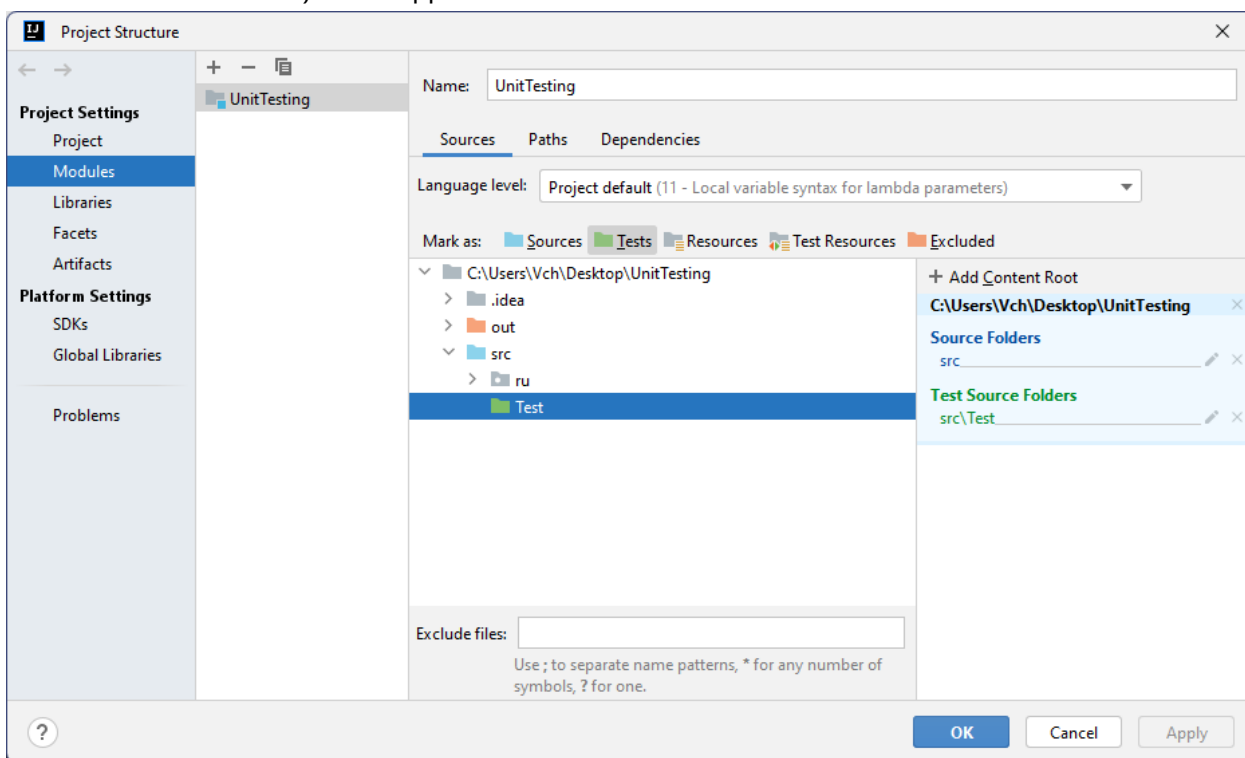 Project Structure
Project Settings
Project
Modules
Libraries
Facets
Artifacts
Platform Settings
SDKs
Global Libraries
Problems
UnitTesting
Name: UnitTesting
Sources Paths Dependencies
Language level: Project default (11 - Local variable syntax for lambda parameters)
Mark as: Sources Tests Resources Test Resources Excluded
C:\Users\Vch\Desktop\UnitTesting
.idea
out
src
ru
Test
Exclude files:
Use ; to separate name patterns, * for any number of
symbols, ? for one.
+ Add Content Root
C:\Users\Vch\Desktop\UnitTesting
Source Folders
src
Test Source Folders
src\Test
?
OK Cancel Apply